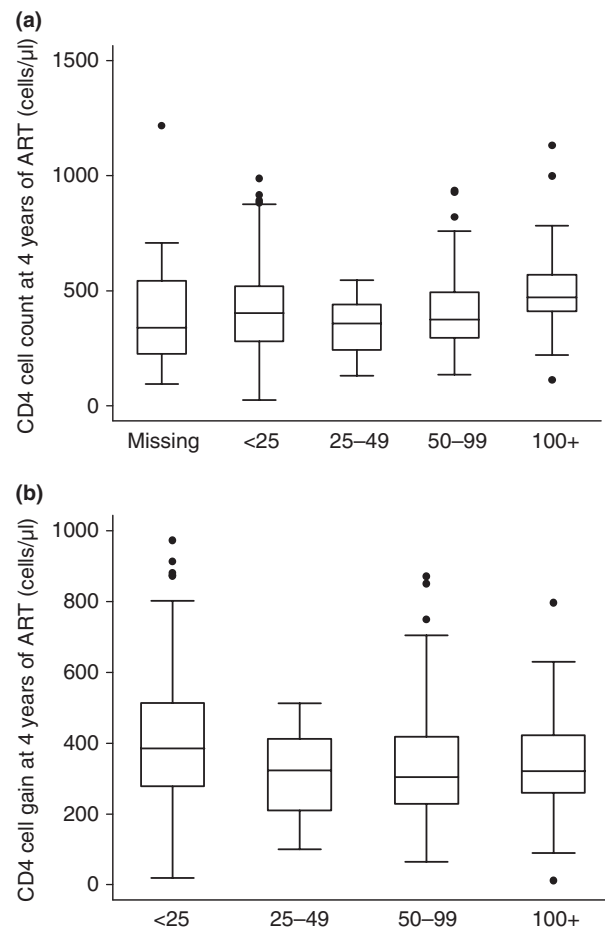 (a)
CD4 cell count at 4 years of ART (cells/µl)
1500
1000
500
0
Missing <25 25–49 50–99 100+
(b)
CD4 cell gain at 4 years of ART (cells/µl)
1000
800
600
400
200
0
<25 25–49 50–99 100+